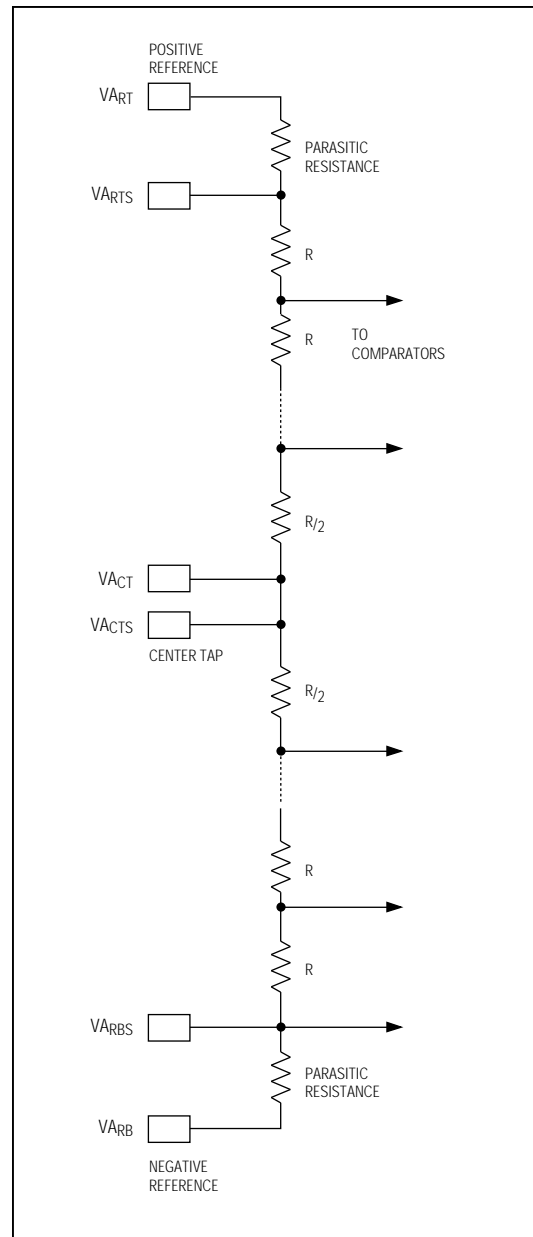 POSITIVE
REFERENCE
VART
PARASITIC
RESISTANCE
VARTS
R
R
TO
COMPARATORS
R/2
VACT
VACTS
CENTER TAP
R/2
R
R
VARBS
PARASITIC
RESISTANCE
VARB
NEGATIVE
REFERENCE